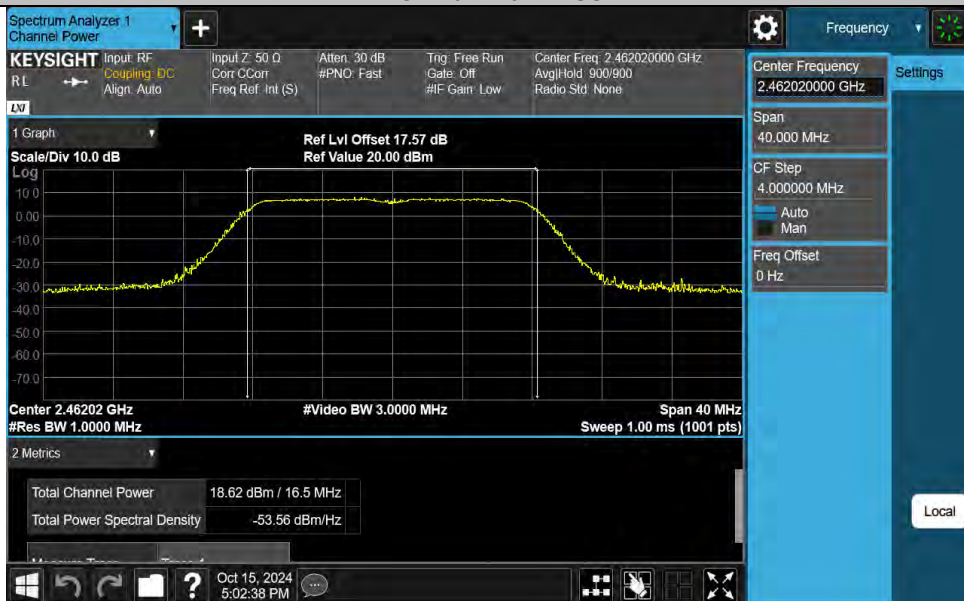 Spectrum Analyzer 1
Channel Power
Frequency
KEYSIGHT
RL
LXI
Input: RF
Coupling: DC
Align: Auto
Input Z: 50 Ω
Corr CCorr
Freq Ref: Int (S)
Atten: 30 dB
#PNO: Fast
Trig: Free Run
Gate: Off
#IF Gain: Low
Center Freq: 2.462020000 GHz
Avg|Hold: 900/900
Radio Std: None
Center Frequency
2.462020000 GHz
Settings
Span
40.000 MHz
CF Step
4.000000 MHz
Auto
Man
Freq Offset
0 Hz
1 Graph
Scale/Div 10.0 dB
Ref Lvl Offset 17.57 dB
Ref Value 20.00 dBm
Log
10.0
0.00
-10.0
-20.0
-30.0
-40.0
-50.0
-60.0
-70.0
Center 2.46202 GHz
#Video BW 3.0000 MHz
Span 40 MHz
#Res BW 1.0000 MHz
Sweep 1.00 ms (1001 pts)
2 Metrics
Total Channel Power 18.62 dBm / 16.5 MHz
Total Power Spectral Density -53.56 dBm/Hz
Local
Oct 15, 2024
5:02:38 PM